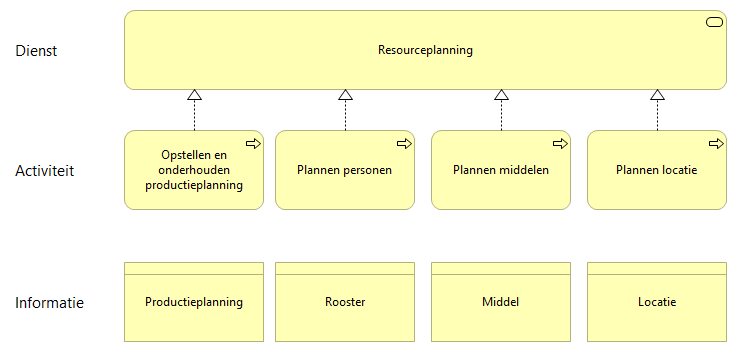 Dienst
Resourceplanning
Activiteit
Opstellen en
onderhouden
productieplanning
Plannen personen
Plannen middelen
Plannen locatie
Informatie
Productieplanning
Rooster
Middel
Locatie